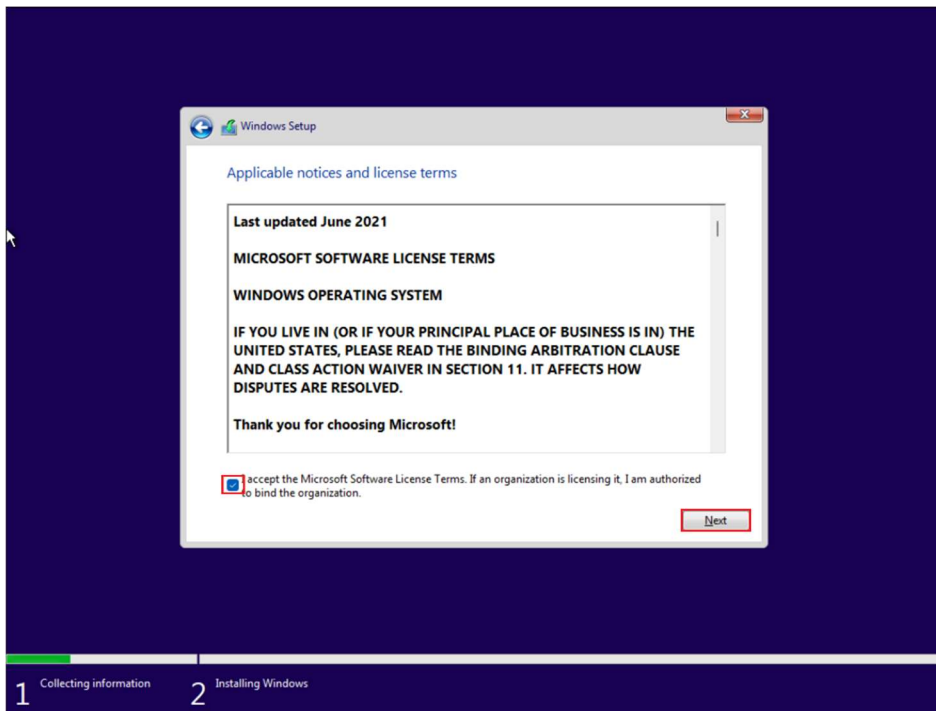 Windows Setup
Applicable notices and license terms
Last updated June 2021
MICROSOFT SOFTWARE LICENSE TERMS
WINDOWS OPERATING SYSTEM
IF YOU LIVE IN (OR IF YOUR PRINCIPAL PLACE OF BUSINESS IS IN) THE
UNITED STATES, PLEASE READ THE BINDING ARBITRATION CLAUSE
AND CLASS ACTION WAIVER IN SECTION 11. IT AFFECTS HOW
DISPUTES ARE RESOLVED.
Thank you for choosing Microsoft!
I accept the Microsoft Software License Terms. If an organization is licensing it, I am authorized
to bind the organization.
Next
1 Collecting information
2 Installing Windows